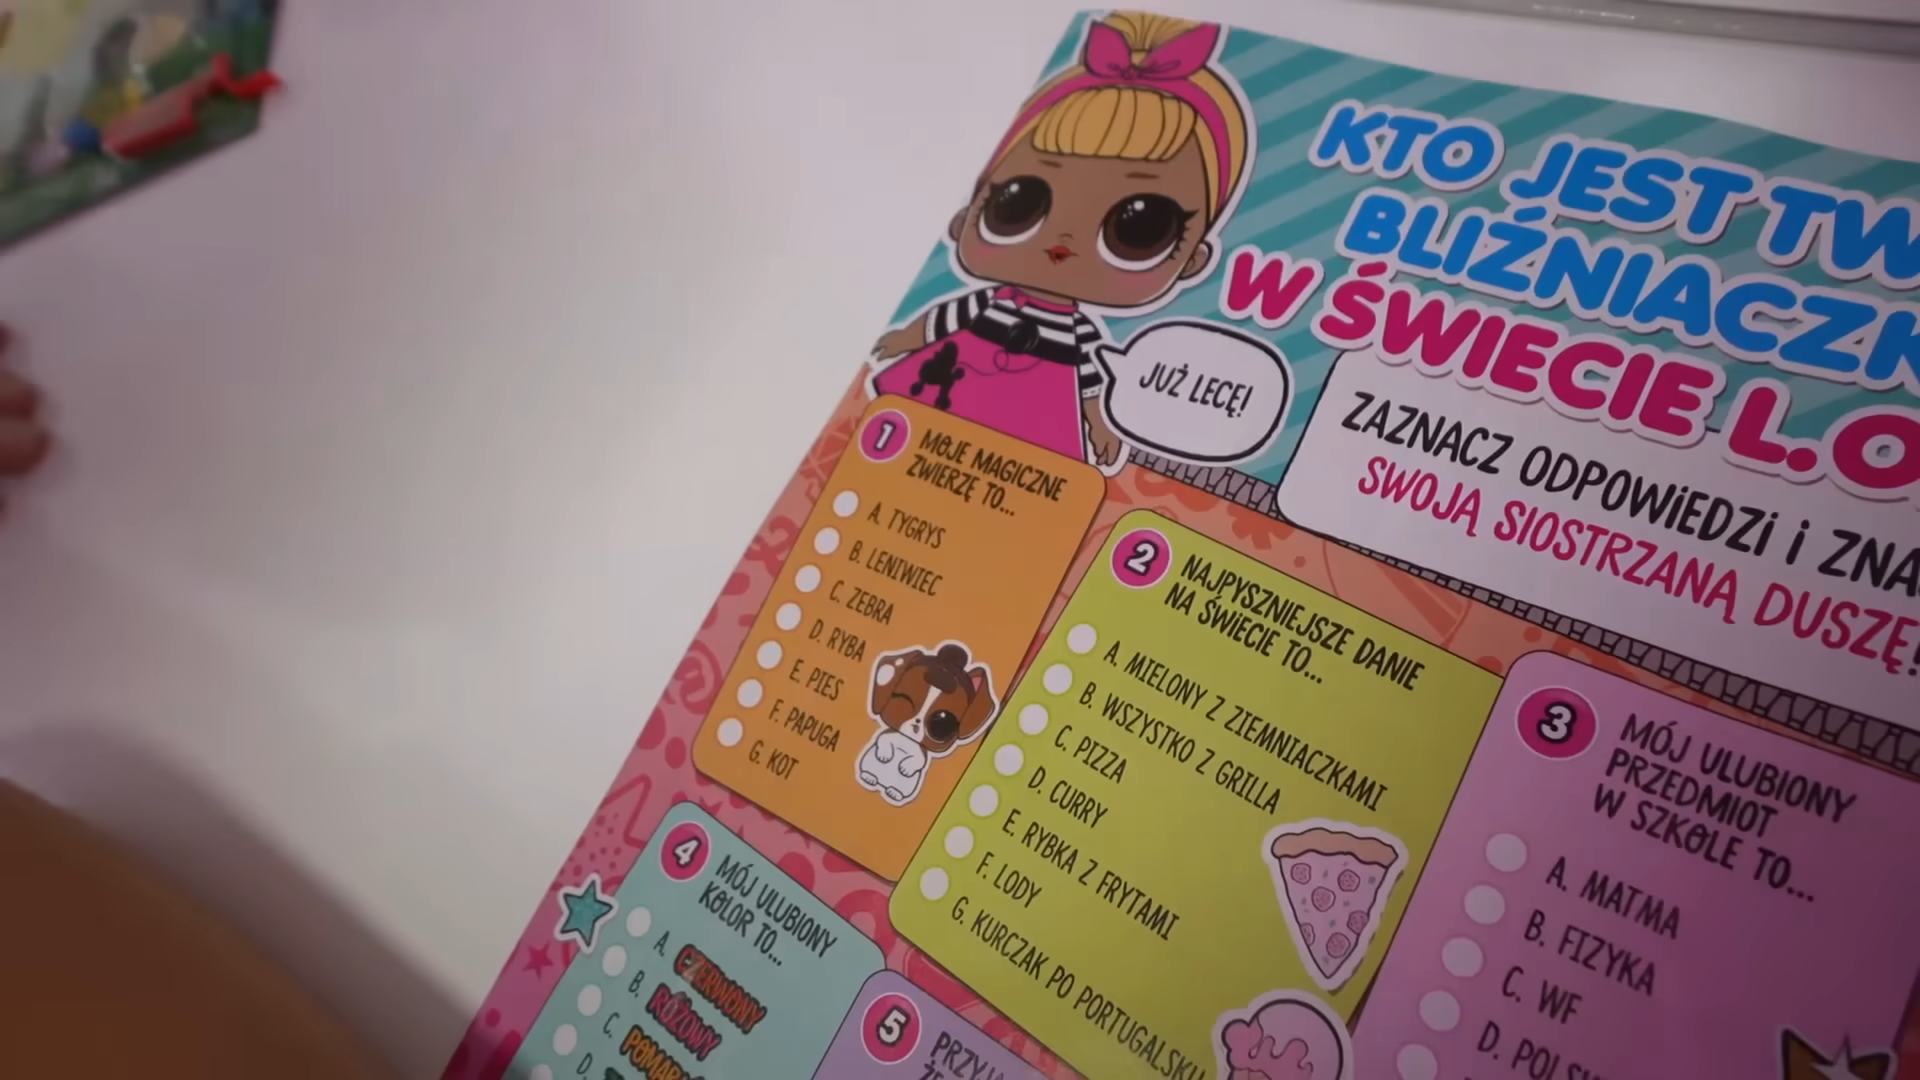 KTO JEST
BLIŹNIACZK
W ŚWIECIE L.O.
JUŻ LECĘ!
ZAZNACZ ODPOWiEDZi i
SWOJĄ SIOSTRZANĄ DUSZĘ!
1 MOJE MAGICZNE
ZWIERZĘ TO...
A. TYGRYS
B. LENIWIEC
C. ZEBRA
D. RYBA
E. PIES
F. PAPUGA
G. KOT
2 NAJPYSZNIEJSZE DANIE
NA ŚWIECIE TO...
A. MIELONY Z ZIEMNIACZKAMI
B. WSZYSTKO Z GRILLA
C. PIZZA
D. CURRY
E. RYBKA Z FRYTAMI
F. LODY
G. KURCZAK PO PORTUGALSKU
3 MÓJ ULUBIONY
PRZEDMIOT
W SZKOLE TO...
A. MATMA
B. FIZYKA
C. WF
D.
4 MÓJ ULUBIONY
KOLOR TO...
A. CZERWONY
B. RÓŻOWY
C.
D.
5